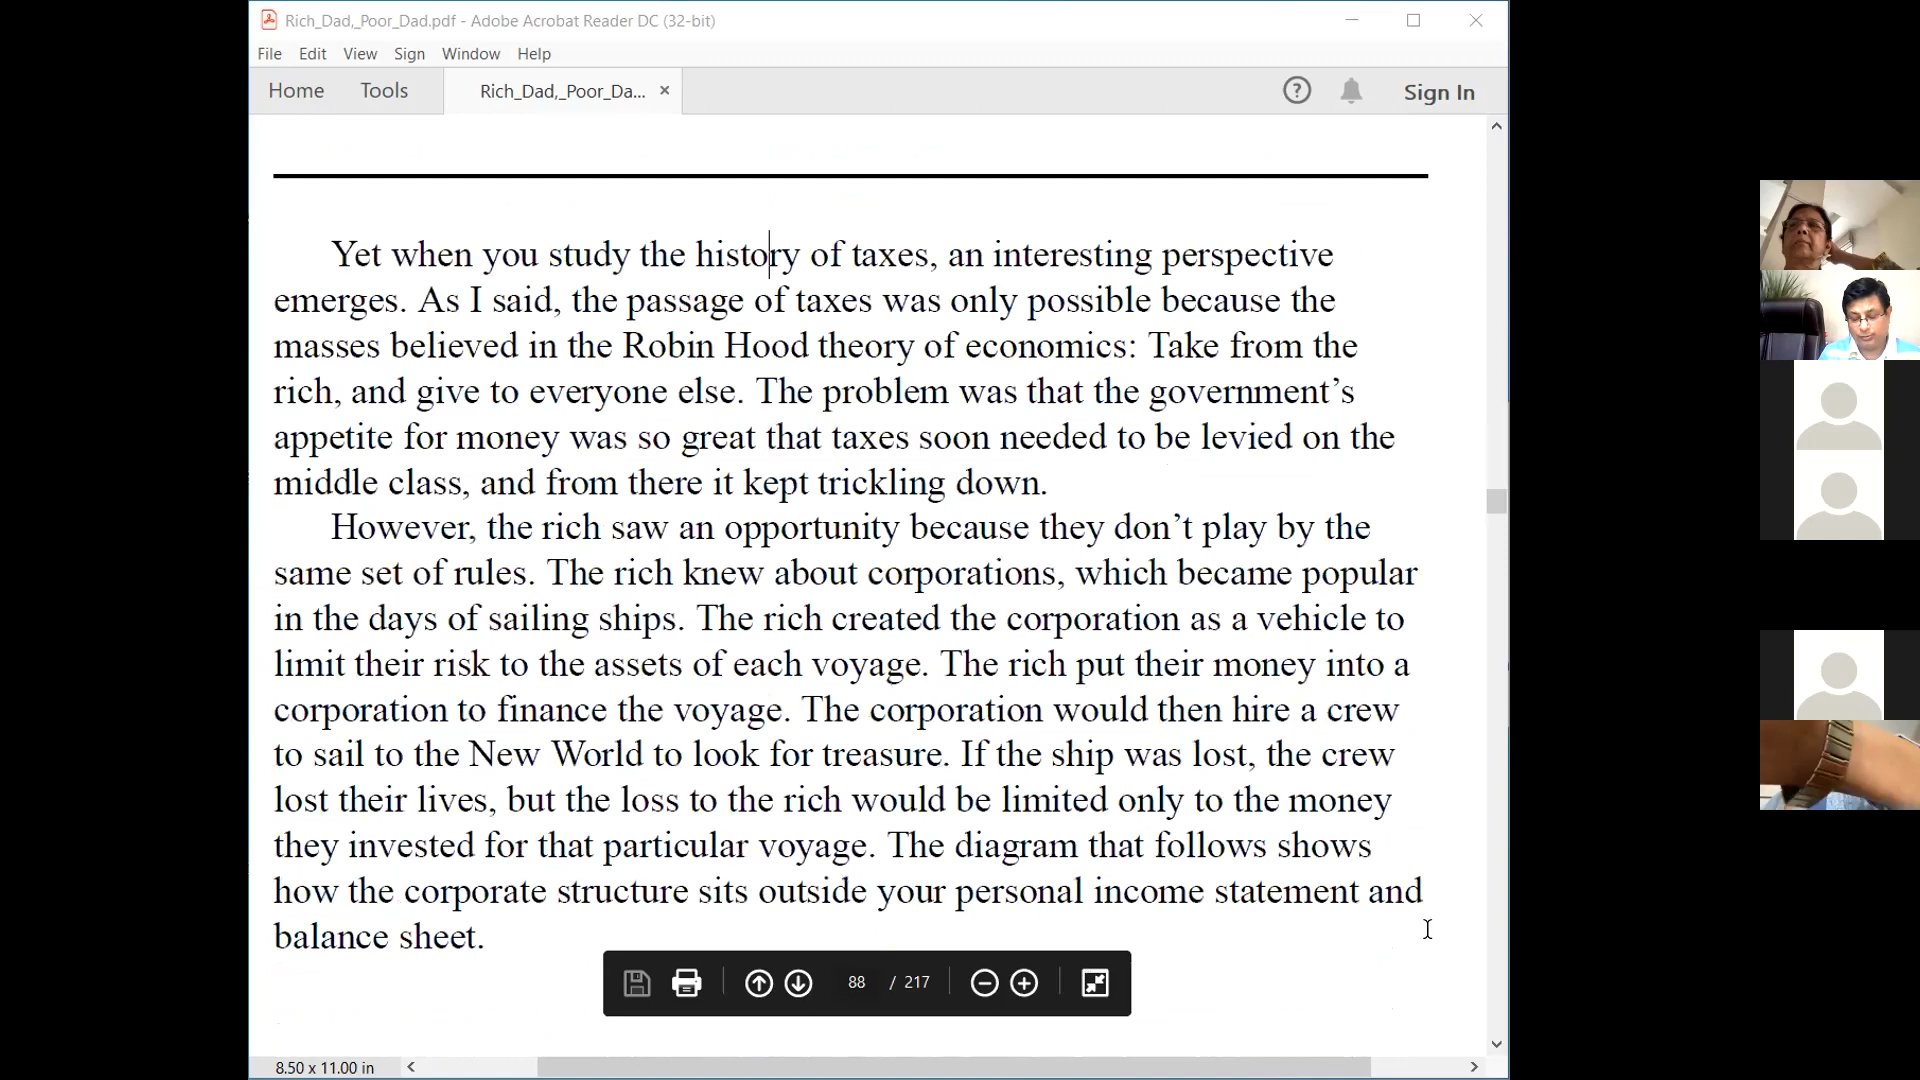 Rich_Dad,_Poor_Dad.pdf - Adobe Acrobat Reader DC (32-bit)
File Edit View Sign Window Help
Home Tools Rich_Dad,_Poor_Da... × Sign In
Yet when you study the history of taxes, an interesting perspective
emerges. As I said, the passage of taxes was only possible because the
masses believed in the Robin Hood theory of economics: Take from the
rich, and give to everyone else. The problem was that the government’s
appetite for money was so great that taxes soon needed to be levied on the
middle class, and from there it kept trickling down.
However, the rich saw an opportunity because they don’t play by the
same set of rules. The rich knew about corporations, which became popular
in the days of sailing ships. The rich created the corporation as a vehicle to
limit their risk to the assets of each voyage. The rich put their money into a
corporation to finance the voyage. The corporation would then hire a crew
to sail to the New World to look for treasure. If the ship was lost, the crew
lost their lives, but the loss to the rich would be limited only to the money
they invested for that particular voyage. The diagram that follows shows
how the corporate structure sits outside your personal income statement and
balance sheet.
88 / 217
8.50 x 11.00 in